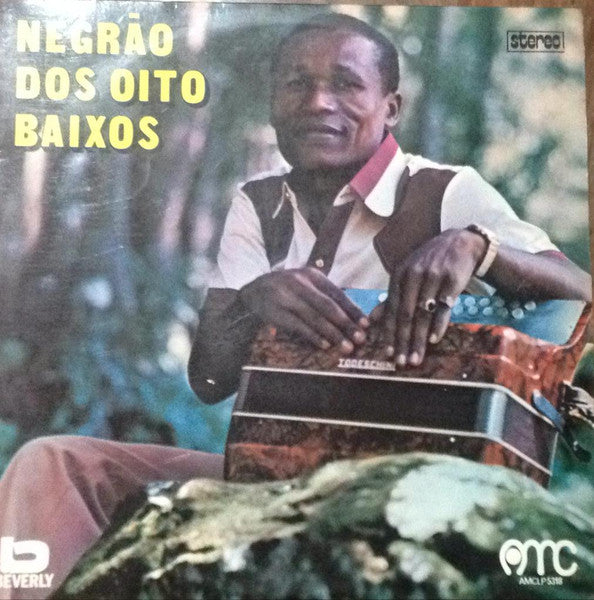 NEGRÃO
DOS OITO
BAIXOS
stereo
TODESCHINI
b
BEVERLY
AMC
AMCLP 5318